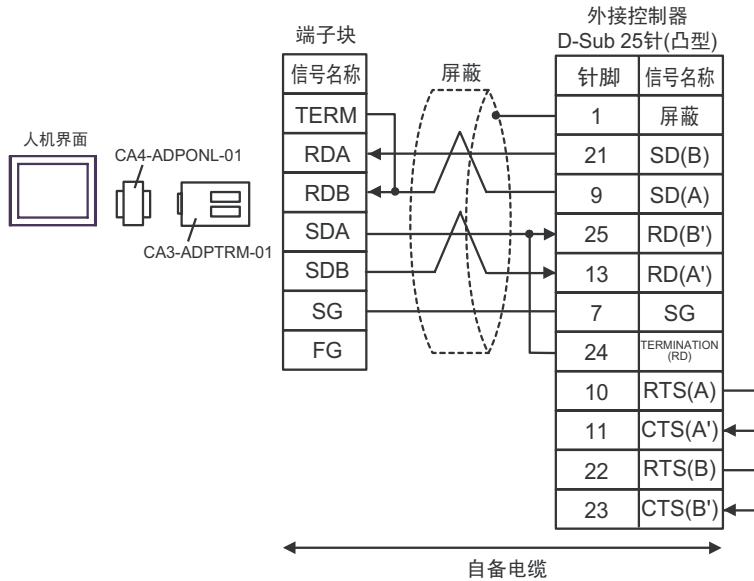 外接控制器
D-Sub 25针(凸型)
端子块
信号名称
屏蔽
针脚 信号名称
TERM
1 屏蔽
人机界面
CA4-ADPONL-01
CA3-ADPTRM-01
RDA
21 SD(B)
RDB
9 SD(A)
SDA
25 RD(B')
SDB
13 RD(A')
SG
7 SG
FG
24 TERMINATION
(RD)
10 RTS(A)
11 CTS(A')
22 RTS(B)
23 CTS(B')
自备电缆